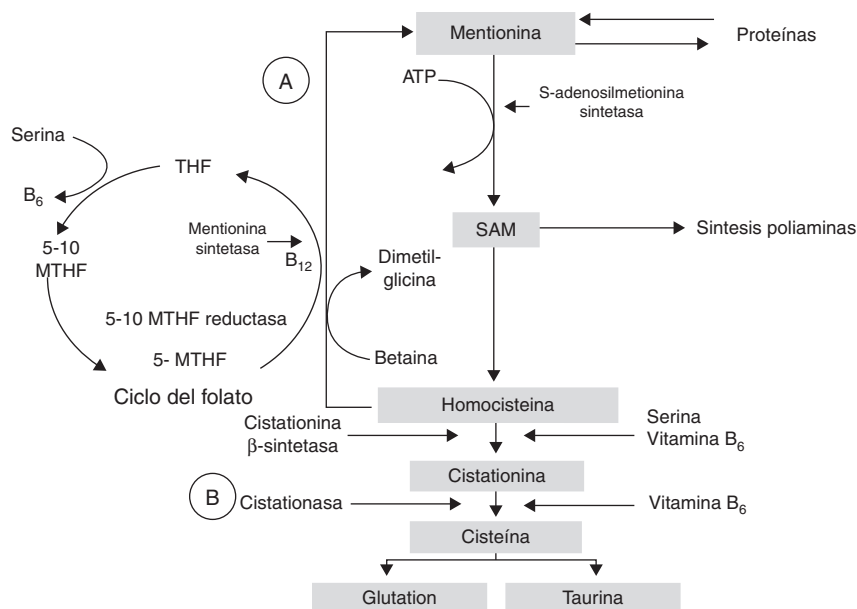 Mentionina
Proteínas
A
ATP
S-adenosilmetionina
sintetasa
Serina
THF
B6
Mentionina
sintetasa
B12
SAM
Sintesis poliaminas
5-10
MTHF
Dimetil-
glicina
5-10 MTHF reductasa
5- MTHF
Betaina
Ciclo del folato
Homocisteina
Cistationina
β-sintetasa
Serina
Vitamina B6
Cistationina
B
Cistationasa
Vitamina B6
Cisteína
Glutation
Taurina